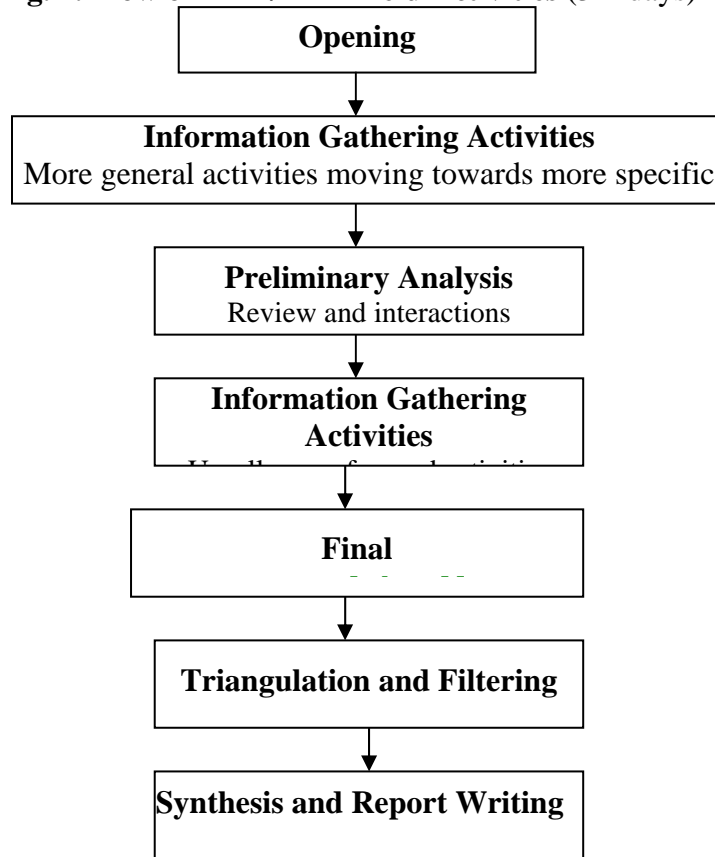 Opening
Information Gathering Activities
More general activities moving towards more specific
Preliminary Analysis
Review and interactions
Information Gathering
Activities
Final
Triangulation and Filtering
Synthesis and Report Writing